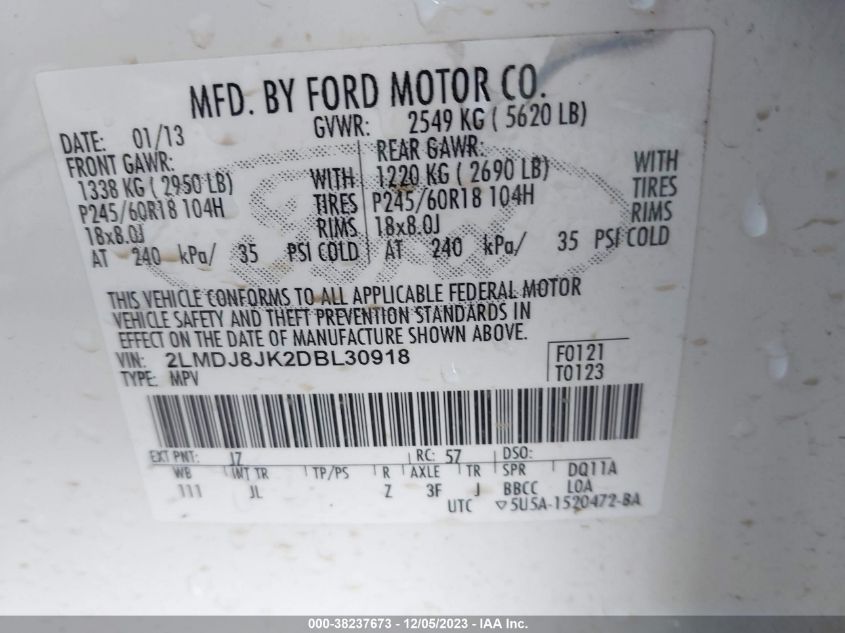 MFD. BY FORD MOTOR CO.
DATE: 01/13 GVWR: 2549 KG ( 5620 LB)
FRONT GAWR: REAR GAWR:
1338 KG ( 2950 LB) WITH 1220 KG ( 2690 LB) WITH
P245/60R18 104H TIRES P245/60R18 104H TIRES
18x8.0J RIMS 18x8.0J RIMS
AT 240 kPa/ 35 PSI COLD AT 240 kPa/ 35 PSI COLD
Ford
THIS VEHICLE CONFORMS TO ALL APPLICABLE FEDERAL MOTOR
VEHICLE SAFETY AND THEFT PREVENTION STANDARDS IN
EFFECT ON THE DATE OF MANUFACTURE SHOWN ABOVE.
VIN: 2LMDJ8JK2DBL30918 F0121
TYPE: MPV T0123
EXT PNT: JZ RC: 57 DSO:
WB INT TR TP/PS R AXLE TR SPR DQ11A
111 JL Z 3F J BBCC LOA
UTC ▽5U5A-1520472-BA
000-38237673 - 12/05/2023 - IAA Inc.